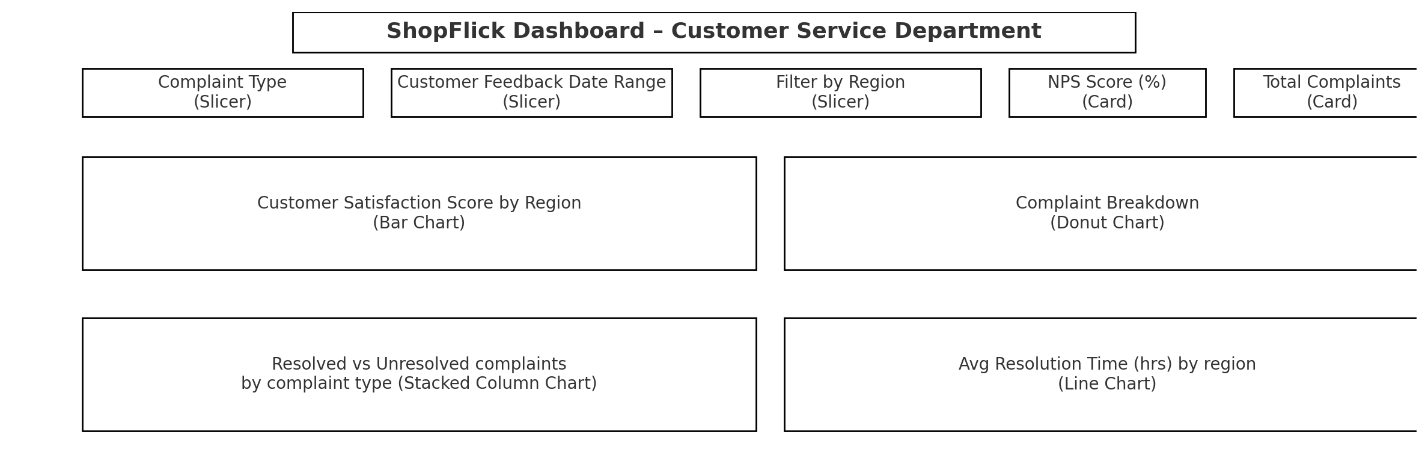 ShopFlick Dashboard – Customer Service Department
Complaint Type
(Slicer)
Customer Feedback Date Range
(Slicer)
Filter by Region
(Slicer)
NPS Score (%)
(Card)
Total Complaints
(Card)
Customer Satisfaction Score by Region
(Bar Chart)
Complaint Breakdown
(Donut Chart)
Resolved vs Unresolved complaints
by complaint type (Stacked Column Chart)
Avg Resolution Time (hrs) by region
(Line Chart)